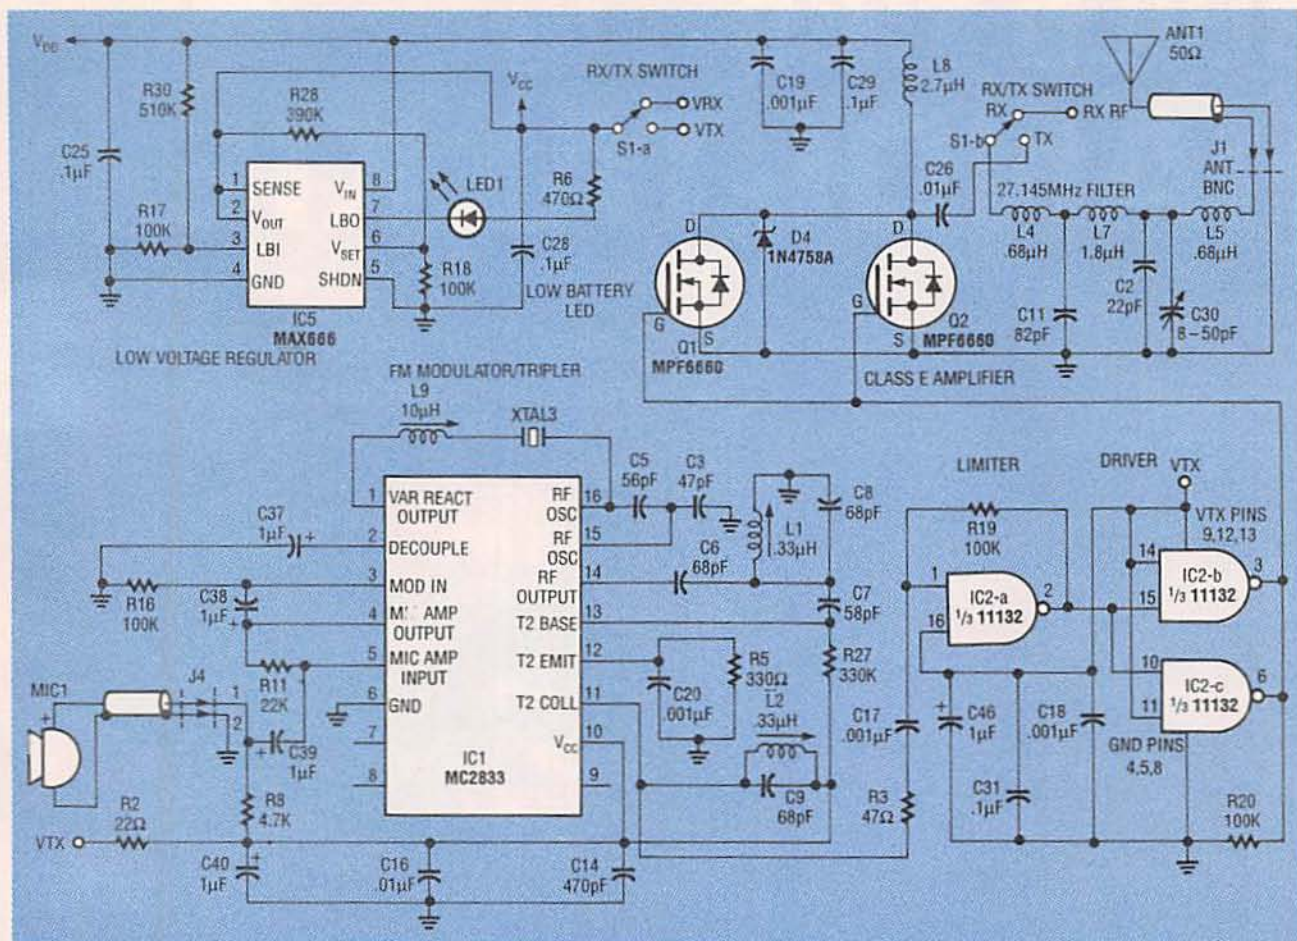 V_DD
R30
510K
R28
390K
C25
.1µF
R17
100K
1 SENSE
2 V_OUT
3 LBI
4 GND
V_IN 8
LBO 7
V_SET 6
SHDN 5
IC5
MAX666
LOW VOLTAGE REGULATOR
LED1
R18
100K
V_CC
C28
.1µF
LOW BATTERY
LED
RX/TX SWITCH
VRX
VTX
S1-a
R6
470Ω
C19
.001µF
C29
.1µF
L8
2.7µH
RX/TX SWITCH
RX
RX RF
S1-b
TX
ANT1
50Ω
J1
ANT
BNC
C26
.01µF
27.145MHz FILTER
L4
.68µH
L7
1.8µH
L5
.68µH
C2
22pF
C11
82pF
C30
8–50pF
D
G
S
Q1
MPF6660
D4
1N4758A
D
G
S
Q2
MPF6660
CLASS E AMPLIFIER
FM MODULATOR/TRIPLER
L9
10µH
XTAL3
1 VAR REACT
OUTPUT
2 DECOUPLE
3 MOD IN
4 AMP
OUTPUT
5 MIC AMP
INPUT
6 GND
7
8
RF 16
OSC
RF 15
OSC
RF 14
OUTPUT
T2 BASE 13
T2 EMIT 12
T2 COLL 11
V_CC 10
9
IC1
MC2833
C37
1µF
+
R16
100K
C38
1µF
+
R11
22K
J4
1
2
MIC1
+
C39
1µF
+
R8
4.7K
R2
22Ω
VTX
C40
1µF
+
C16
.01µF
C14
470pF
C5
56pF
C3
47pF
C6
68pF
L1
.33µH
C8
68pF
C7
58pF
R27
330K
R5
330Ω
C20
.001µF
L2
.33µH
C9
68pF
C17
.001µF
R3
47Ω
LIMITER
R19
100K
1
16
2
IC2-a
1/3 11132
C46
1µF
+
C31
.1µF
C18
.001µF
DRIVER
VTX
VTX PINS
9,12,13
14
15
3
IC2-b
1/3 11132
10
11
6
IC2-c
1/3 11132
GND PINS
4,5,8
R20
100K